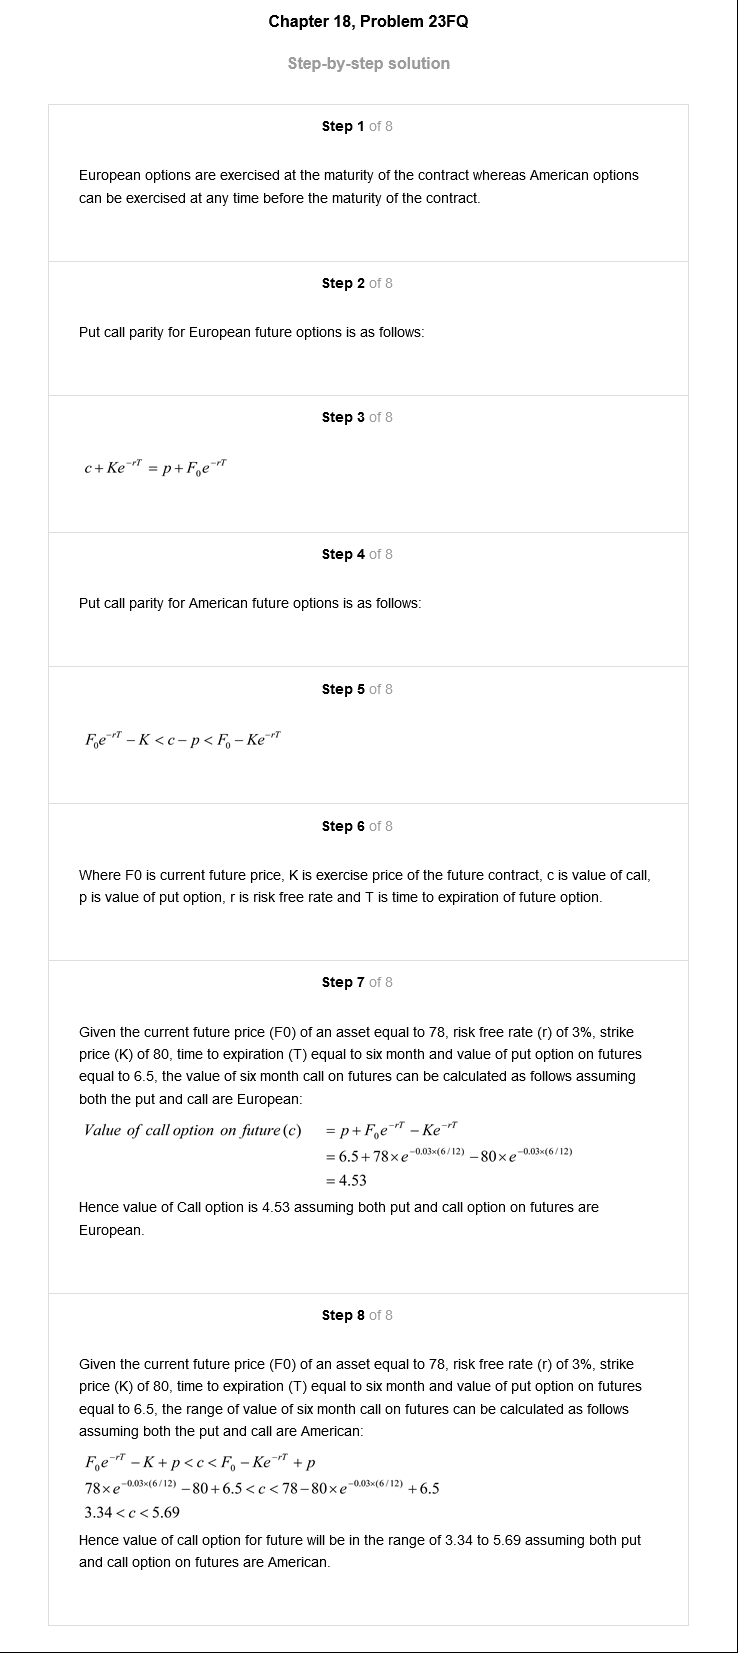 Chapter 18, Problem 23FQ
Step-by-step solution
Step 1 of 8
European options are exercised at the maturity of the contract whereas American options
can be exercised at any time before the maturity of the contract.
Step 2 of 8
Put call parity for European future options is as follows:
Step 3 of 8
c + Ke^{-rT} = p + F_0e^{-rT}
Step 4 of 8
Put call parity for American future options is as follows:
Step 5 of 8
F_0e^{-rT} - K < c - p < F_0 - Ke^{-rT}
Step 6 of 8
Where F0 is current future price, K is exercise price of the future contract, c is value of call,
p is value of put option, r is risk free rate and T is time to expiration of future option.
Step 7 of 8
Given the current future price (F0) of an asset equal to 78, risk free rate (r) of 3%, strike
price (K) of 80, time to expiration (T) equal to six month and value of put option on futures
equal to 6.5, the value of six month call on futures can be calculated as follows assuming
both the put and call are European:
Value of call option on future (c) = p + F_0e^{-rT} - Ke^{-rT}
= 6.5 + 78 × e^{-0.03×(6/12)} - 80 × e^{-0.03×(6/12)}
= 4.53
Hence value of Call option is 4.53 assuming both put and call option on futures are
European.
Step 8 of 8
Given the current future price (F0) of an asset equal to 78, risk free rate (r) of 3%, strike
price (K) of 80, time to expiration (T) equal to six month and value of put option on futures
equal to 6.5, the range of value of six month call on futures can be calculated as follows
assuming both the put and call are American:
F_0e^{-rT} - K + p < c < F_0 - Ke^{-rT} + p
78 × e^{-0.03×(6/12)} - 80 + 6.5 < c < 78 - 80 × e^{-0.03×(6/12)} + 6.5
3.34 < c < 5.69
Hence value of call option for future will be in the range of 3.34 to 5.69 assuming both put
and call option on futures are American.